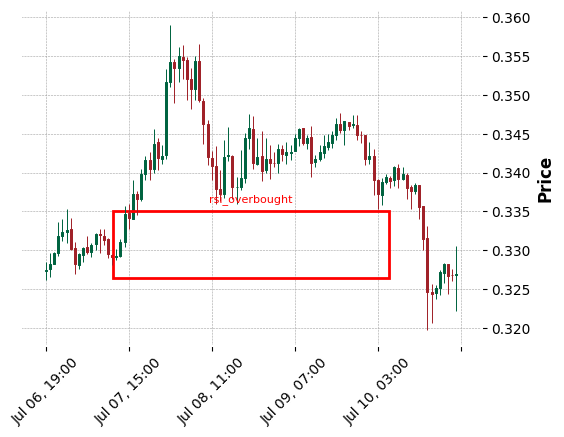 0.360
0.355
0.350
0.345
0.340
0.335
0.330
0.325
0.320
Price
rsi_overbought
Jul 06, 19:00
Jul 07, 15:00
Jul 08, 11:00
Jul 09, 07:00
Jul 10, 03:00